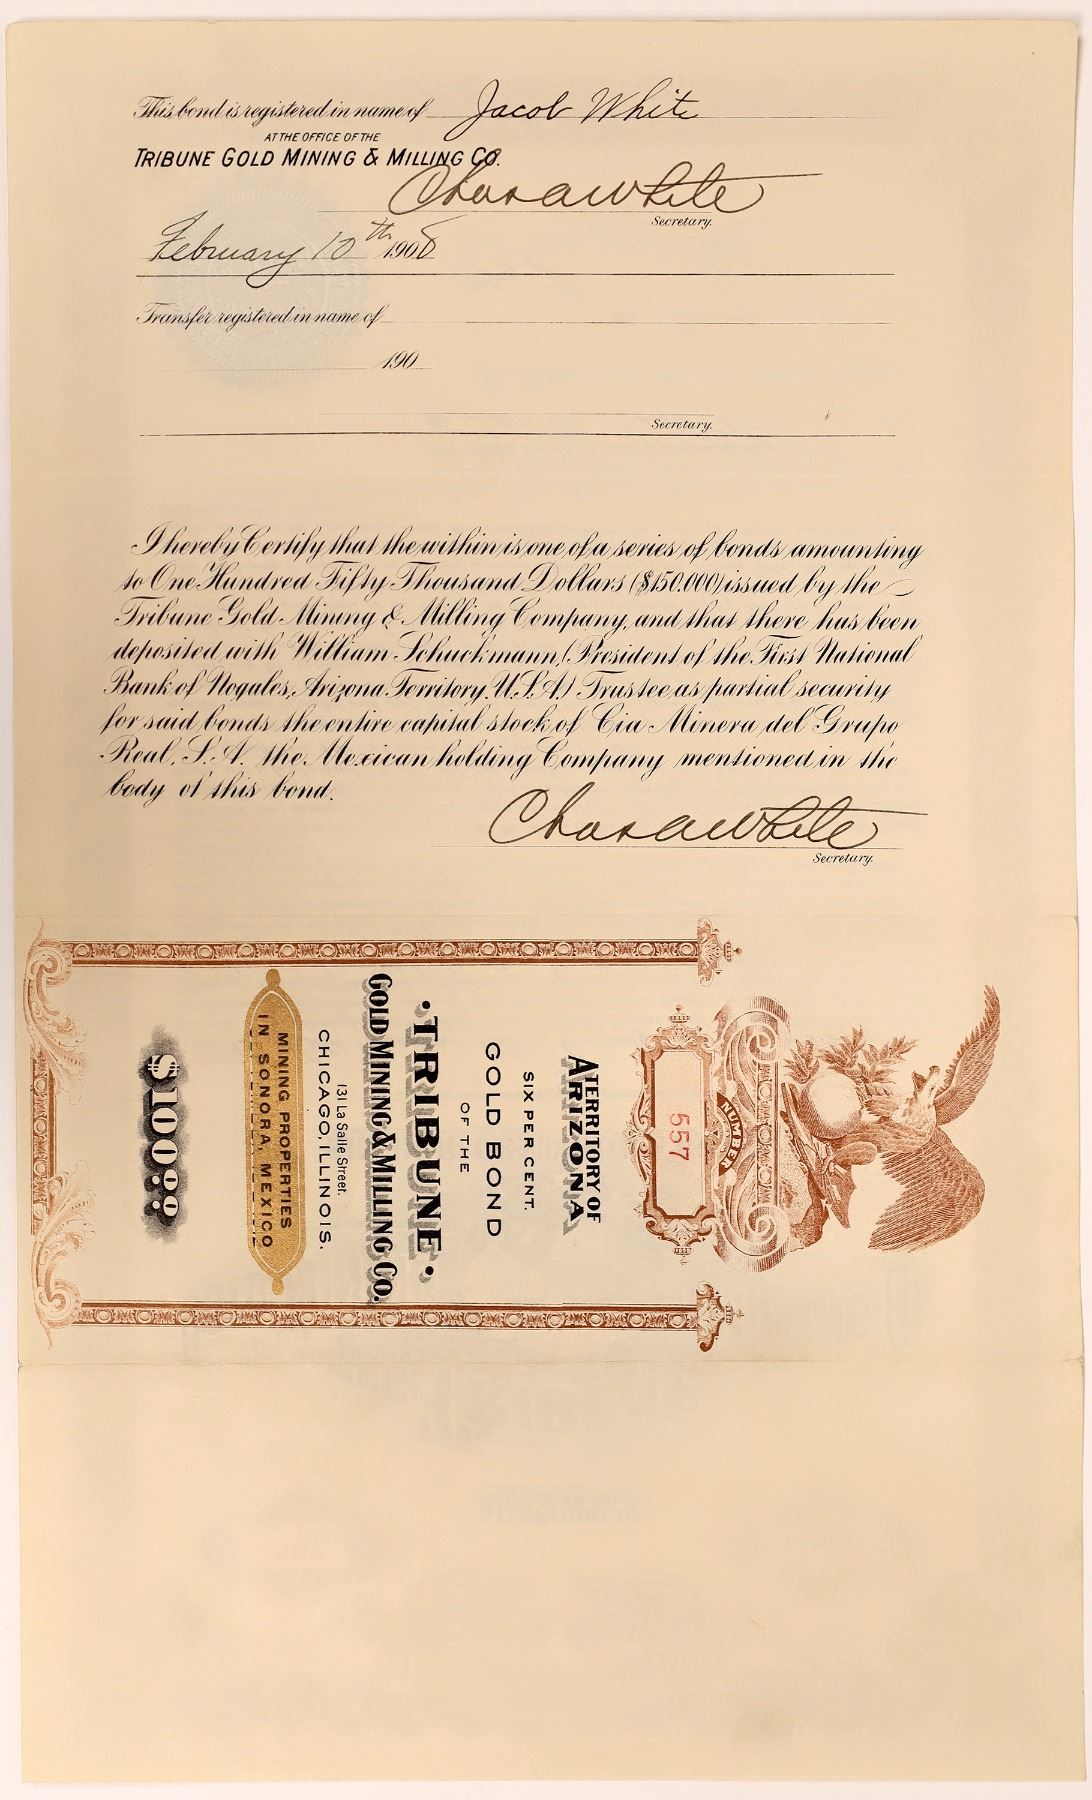 This bond is registered in name of Jacob White
AT THE OFFICE OF THE
TRIBUNE GOLD MINING & MILLING CO.
Chas a White
Secretary.
February 10th 1908
Transfer registered in name of
190
Secretary.
I hereby Certify that the within is one of a series of bonds amounting
to One Hundred Fifty Thousand Dollars ($150.000) issued by the
Tribune Gold Mining & Milling Company, and that there has been
deposited with William Schuckmann, (President of the First National
Bank of Nogales, Arizona Territory, U.S.A.) Trustee as partial security
for said bonds the entire capital stock of Cia Minera del Grupo
Real, S.A. the Mexican holding Company mentioned in the
body of this bond.
Chas a White
Secretary.
NUMBER
557
TERRITORY OF
ARIZONA
SIX PER CENT.
GOLD BOND
OF THE
·TRIBUNE·
GOLD MINING & MILLING CO.
131 La Salle Street.
CHICAGO, ILLINOIS.
MINING PROPERTIES
IN SONORA, MEXICO
$100.00